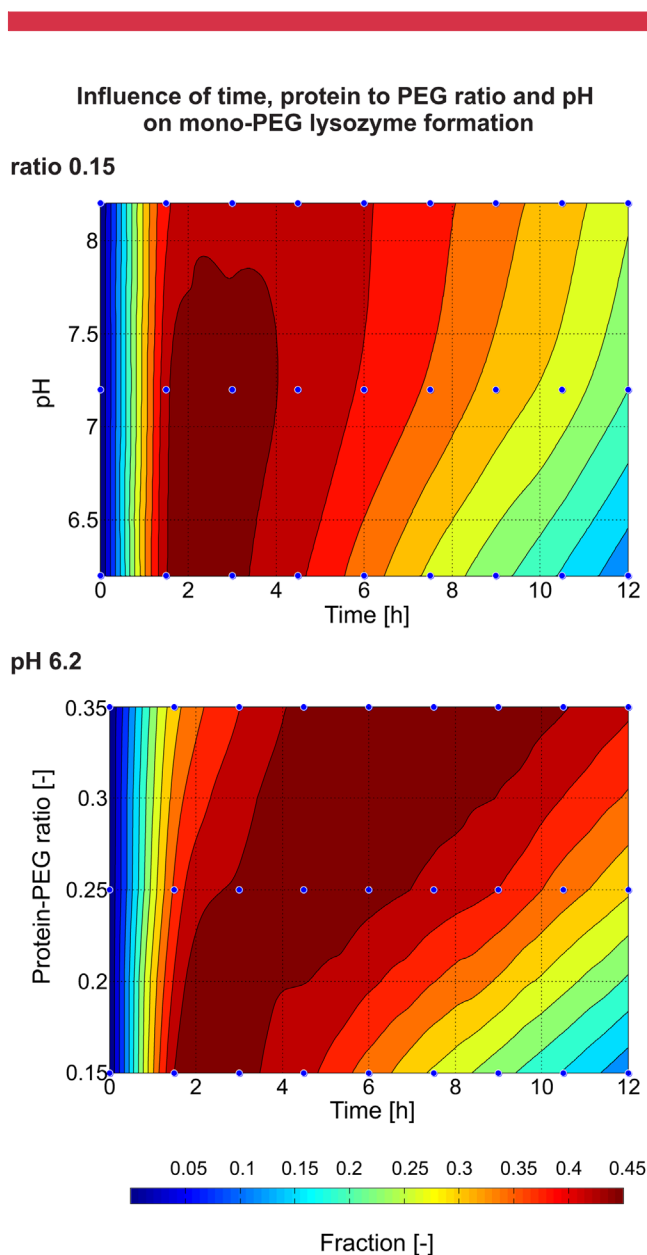 Influence of time, protein to PEG ratio and pH
on mono-PEG lysozyme formation
ratio 0.15
8
7.5
7
6.5
pH
0 2 4 6 8 10 12
Time [h]
pH 6.2
0.35
0.3
0.25
0.2
0.15
Protein-PEG ratio [-]
0 2 4 6 8 10 12
Time [h]
0.05 0.1 0.15 0.2 0.25 0.3 0.35 0.4 0.45
Fraction [-]